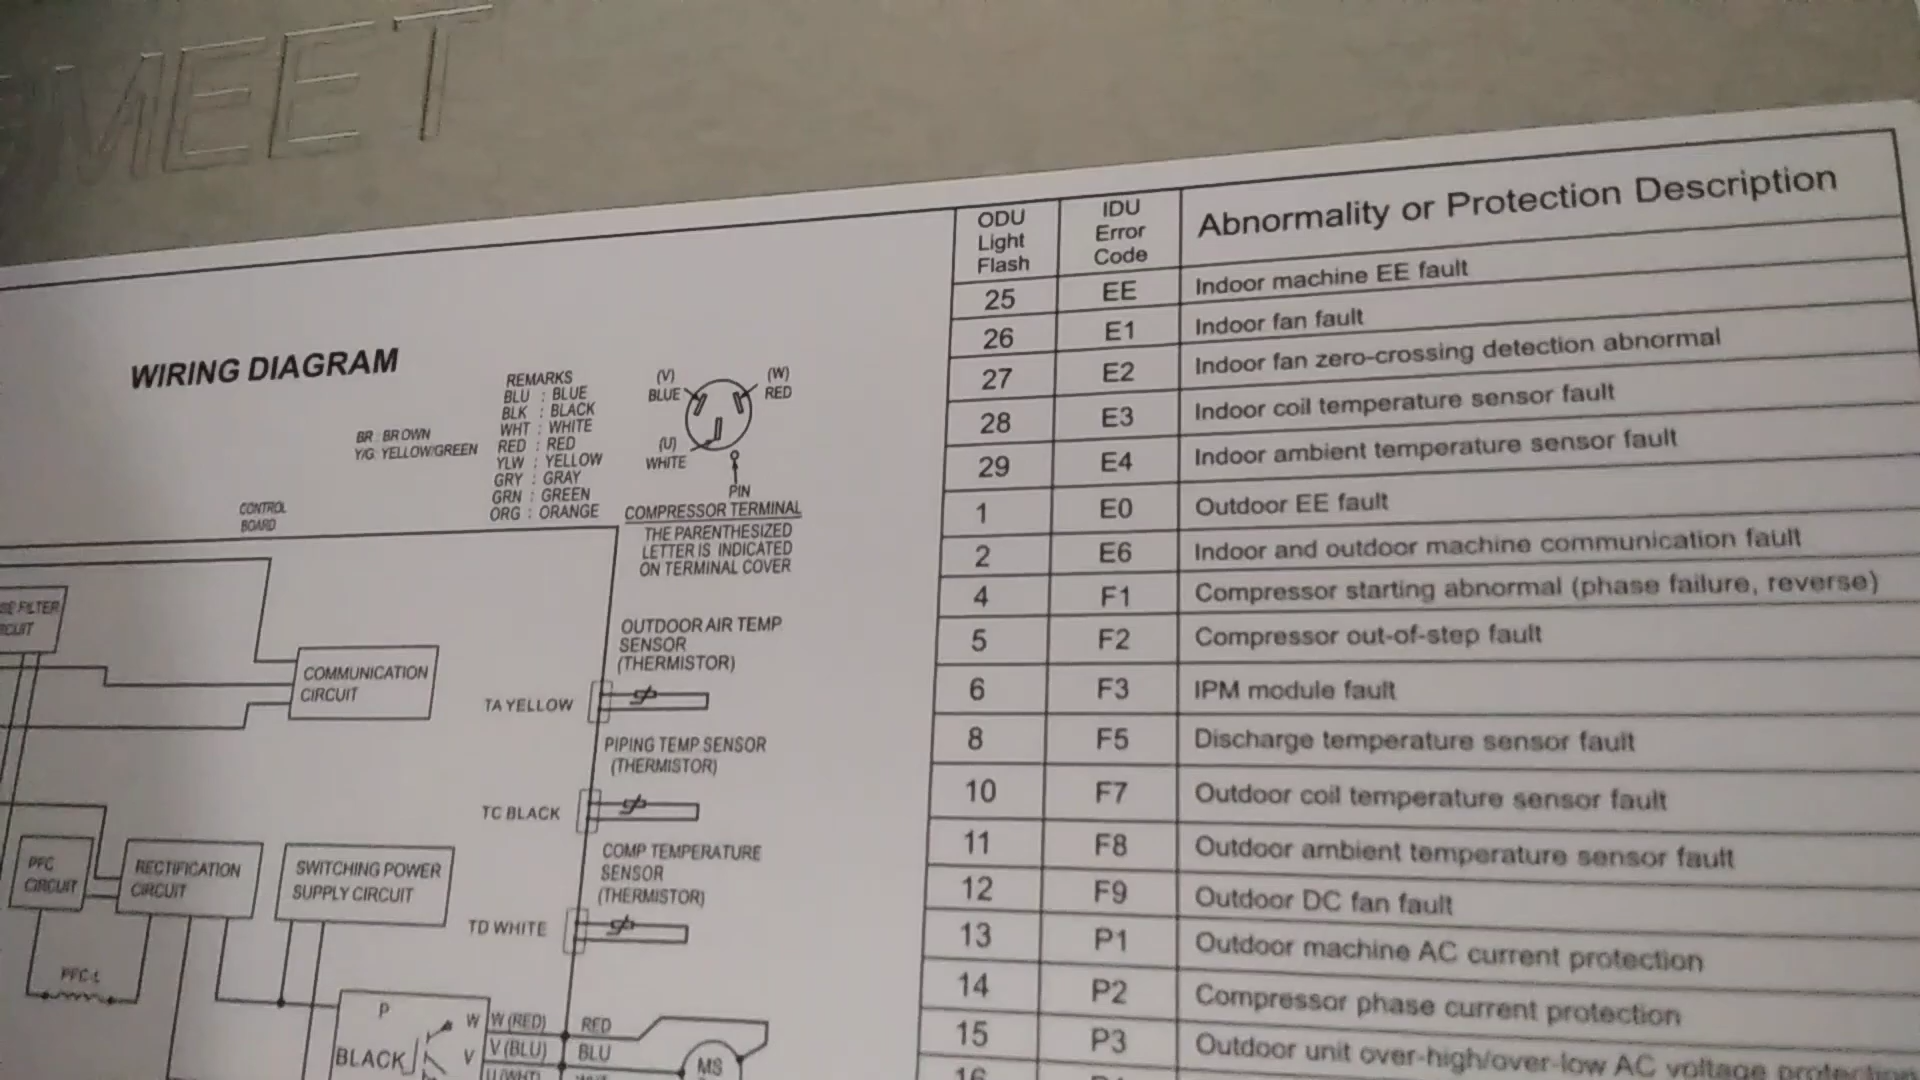 MEET
WIRING DIAGRAM
BR : BROWN
Y/G: YELLOW/GREEN
REMARKS
BLU : BLUE
BLK : BLACK
WHT : WHITE
RED : RED
YLW : YELLOW
GRY : GRAY
GRN : GREEN
ORG : ORANGE
(V)
BLUE
(W)
RED
(U)
WHITE
PIN
COMPRESSOR TERMINAL
THE PARENTHESIZED
LETTER IS INDICATED
ON TERMINAL COVER
CONTROL
BOARD
FILTER
COMMUNICATION
CIRCUIT
OUTDOOR AIR TEMP
SENSOR
(THERMISTOR)
TA YELLOW
PIPING TEMP SENSOR
(THERMISTOR)
TC BLACK
COMP TEMPERATURE
SENSOR
(THERMISTOR)
TD WHITE
PFC
CIRCUIT
RECTIFICATION
CIRCUIT
SWITCHING POWER
SUPPLY CIRCUIT
PFC-L
P
BLACK
W
V
W (RED)
V (BLU)
U (WHT)
RED
BLU
MS
ODU Light Flash IDU Error Code Abnormality or Protection Description
25 EE Indoor machine EE fault
26 E1 Indoor fan fault
27 E2 Indoor fan zero-crossing detection abnormal
28 E3 Indoor coil temperature sensor fault
29 E4 Indoor ambient temperature sensor fault
1 E0 Outdoor EE fault
2 E6 Indoor and outdoor machine communication fault
4 F1 Compressor starting abnormal (phase failure, reverse)
5 F2 Compressor out-of-step fault
6 F3 IPM module fault
8 F5 Discharge temperature sensor fault
10 F7 Outdoor coil temperature sensor fault
11 F8 Outdoor ambient temperature sensor fault
12 F9 Outdoor DC fan fault
13 P1 Outdoor machine AC current protection
14 P2 Compressor phase current protection
15 P3 Outdoor unit over-high/over-low AC voltage protection
16